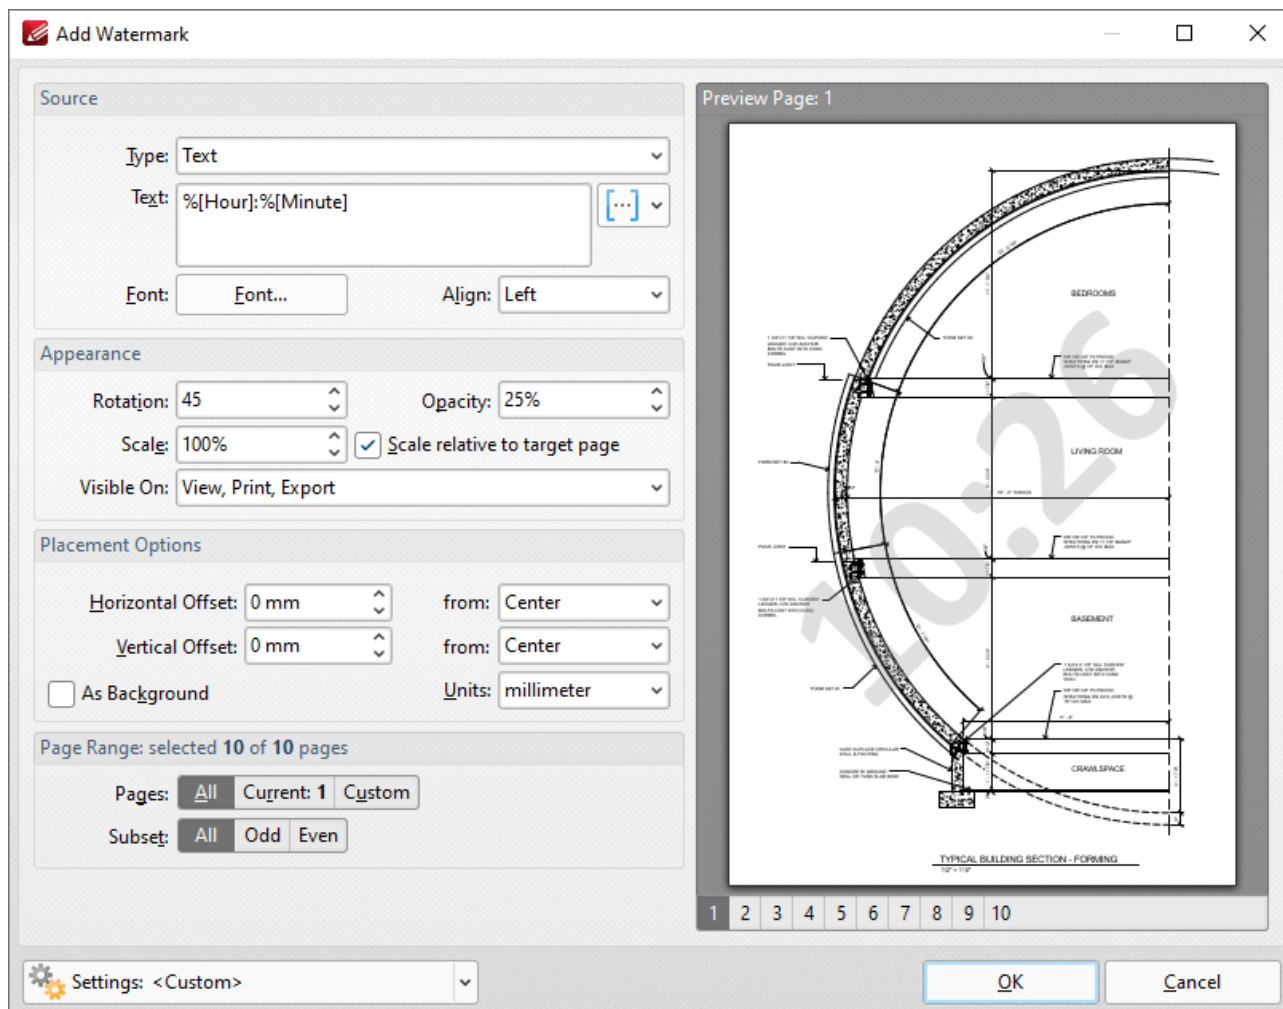 Add Watermark
Source
Type: Text
Text: %[Hour]:%[Minute]
Font: Font... Align: Left
Appearance
Rotation: 45 Opacity: 25%
Scale: 100% Scale relative to target page
Visible On: View, Print, Export
Placement Options
Horizontal Offset: 0 mm from: Center
Vertical Offset: 0 mm from: Center
As Background Units: millimeter
Page Range: selected 10 of 10 pages
Pages: All Current: 1 Custom
Subset: All Odd Even
Preview Page: 1
BEDROOMS
LIVING ROOM
10:26
BASEMENT
CRAWLSPACE
TYPICAL BUILDING SECTION - FORMING
1 2 3 4 5 6 7 8 9 10
Settings: <Custom>
OK Cancel